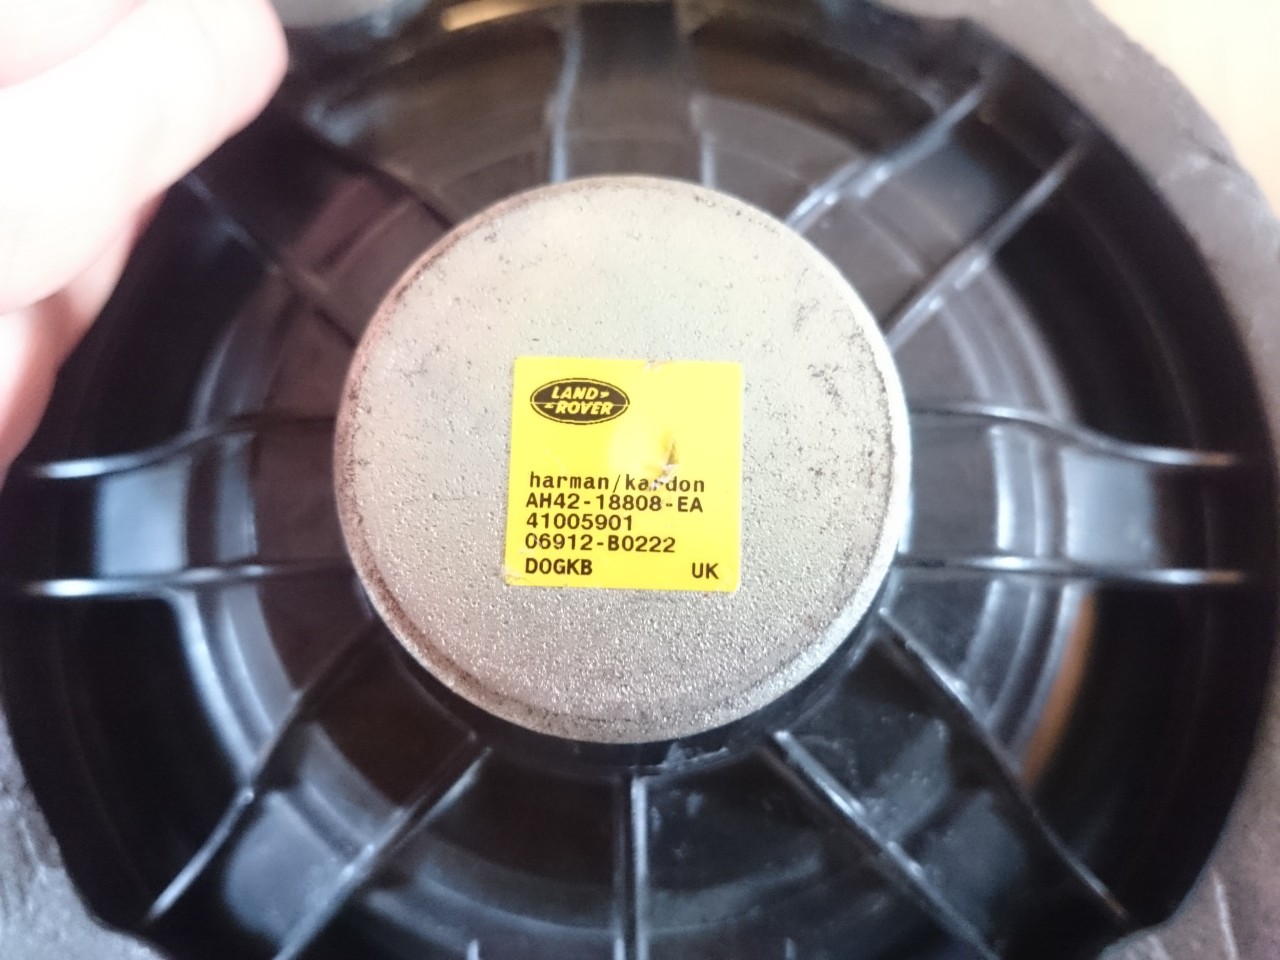 LAND
ROVER
harman/kardon
AH42-18808-EA
41005901
06912-B0222
D0GKB UK